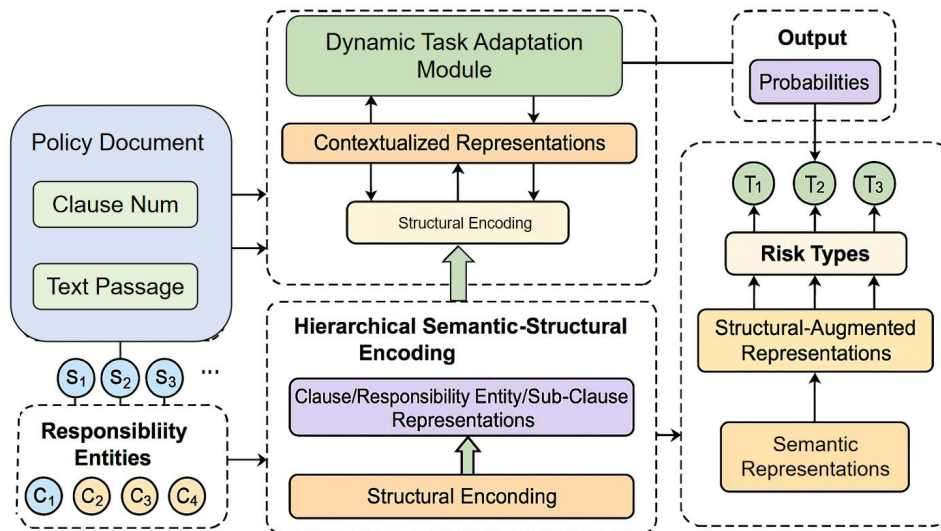 Policy Document
Clause Num
Text Passage
S1 S2 S3 ...
Responsibliity
Entities
C1 C2 C3 C4
Dynamic Task Adaptation
Module
Contextualized Representations
Structural Encoding
Hierarchical Semantic-Structural
Encoding
Clause/Responsibility Entity/Sub-Clause
Representations
Structural Enconding
Output
Probabilities
T1 T2 T3
Risk Types
Structural-Augmented
Representations
Semantic
Representations